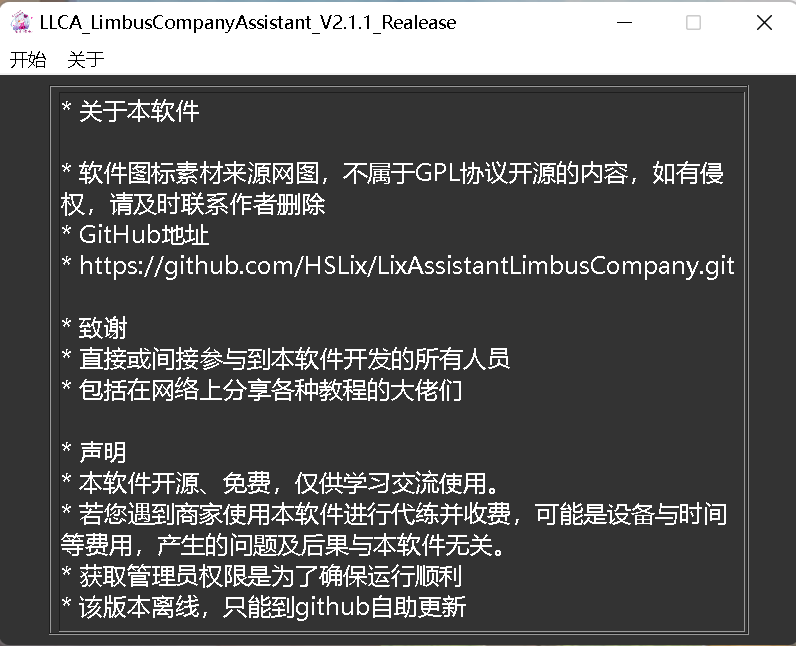 LLCA_LimbusCompanyAssistant_V2.1.1_Realease
开始 关于
* 关于本软件
* 软件图标素材来源网图，不属于GPL协议开源的内容，如有侵
权，请及时联系作者删除
* GitHub地址
* https://github.com/HSLix/LixAssistantLimbusCompany.git
* 致谢
* 直接或间接参与到本软件开发的所有人员
* 包括在网络上分享各种教程的大佬们
* 声明
* 本软件开源、免费，仅供学习交流使用。
* 若您遇到商家使用本软件进行代练并收费，可能是设备与时间
等费用，产生的问题及后果与本软件无关。
* 获取管理员权限是为了确保运行顺利
* 该版本离线，只能到github自助更新